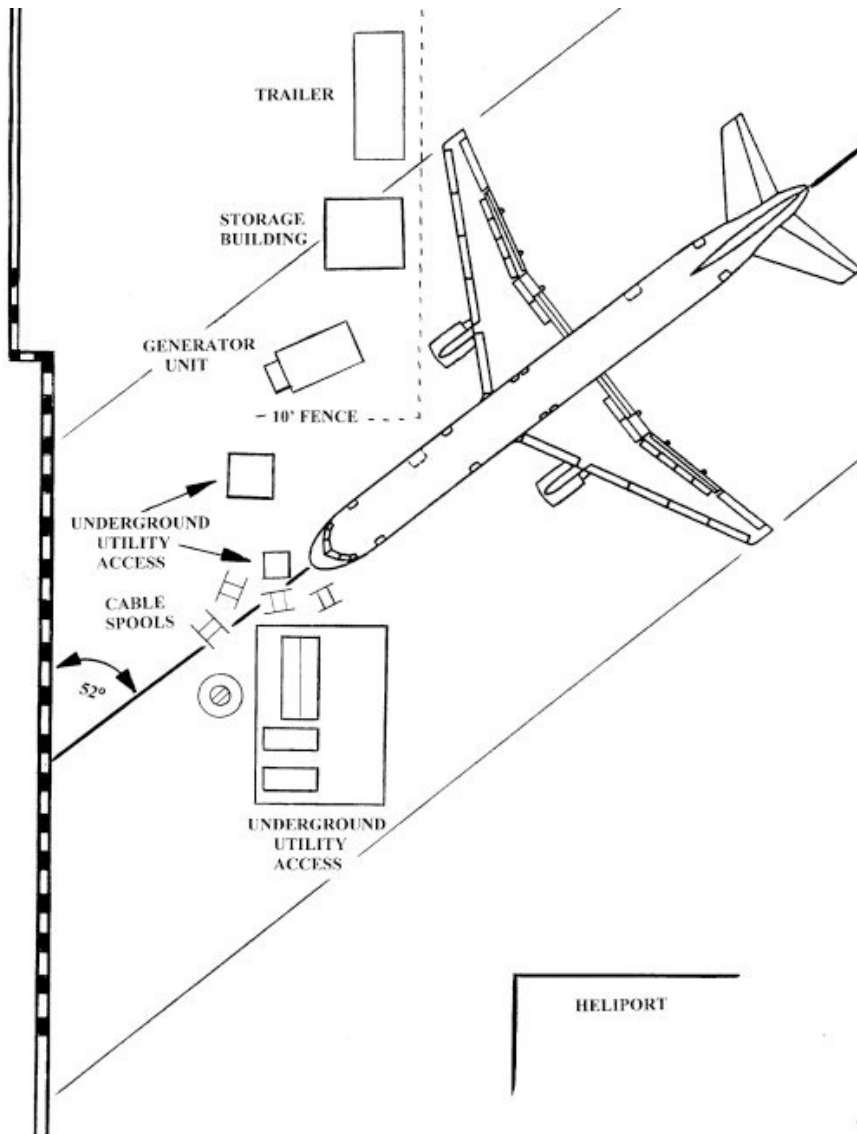 TRAILER
STORAGE
BUILDING
GENERATOR
UNIT
10' FENCE
UNDERGROUND
UTILITY
ACCESS
CABLE
SPOOLS
52º
UNDERGROUND
UTILITY
ACCESS
HELIPORT